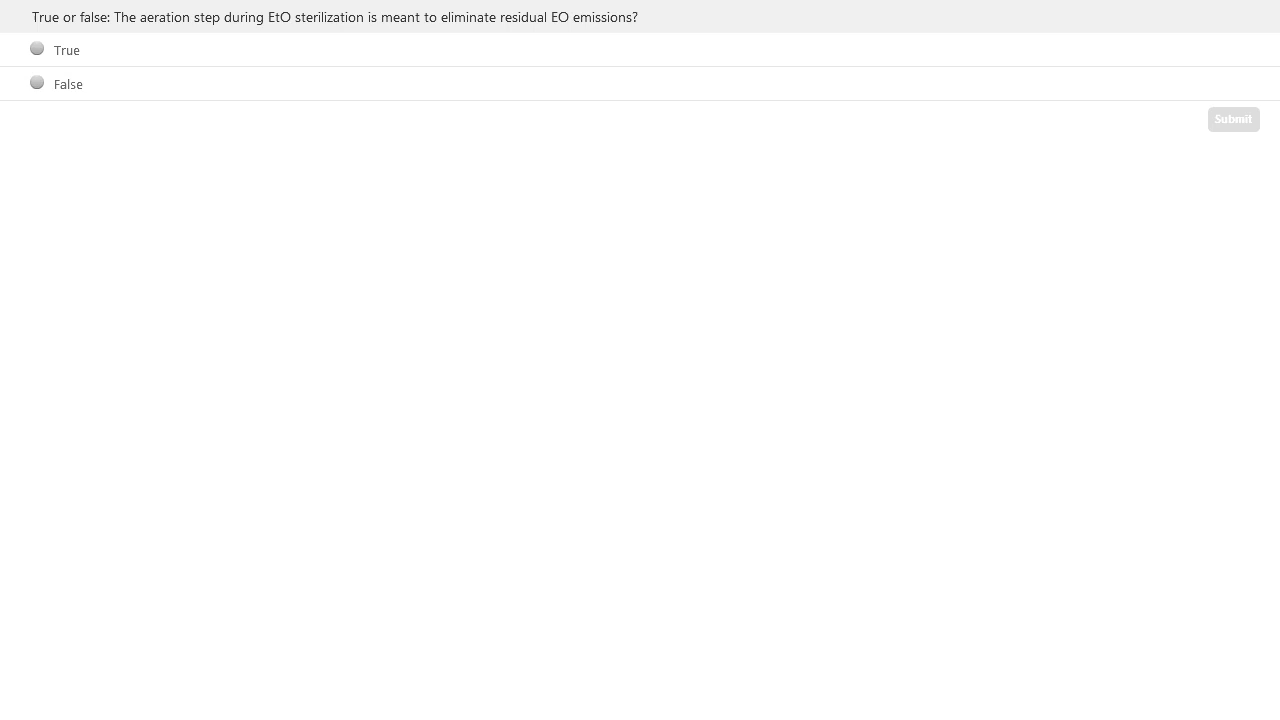 True or false: The aeration step during EtO sterilization is meant to eliminate residual EO emissions?
True
False
Submit